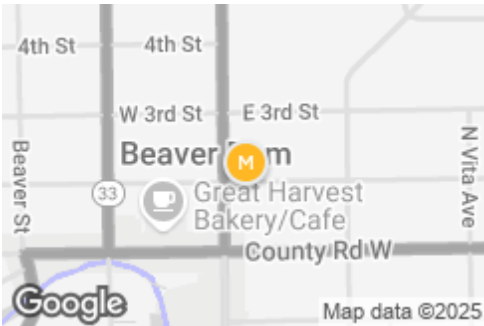 4th St
4th St
W 3rd St
E 3rd St
Beaver
M
Beaver St
N Vita Ave
33
Great Harvest
Bakery/Cafe
County Rd W
Google
Map data ©2025